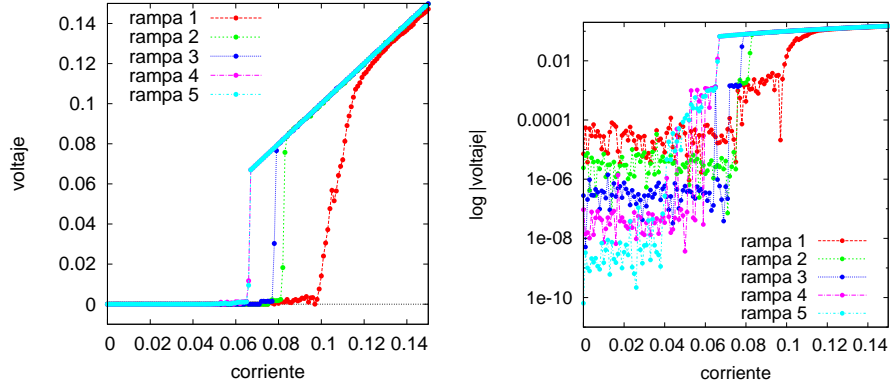 voltaje
0.14
0.12
0.1
0.08
0.06
0.04
0.02
0
rampa 1
rampa 2
rampa 3
rampa 4
rampa 5
0 0.02 0.04 0.06 0.08 0.1 0.12 0.14
corriente
log |voltaje|
0.01
0.0001
1e-06
1e-08
1e-10
rampa 1
rampa 2
rampa 3
rampa 4
rampa 5
0 0.02 0.04 0.06 0.08 0.1 0.12 0.14
corriente